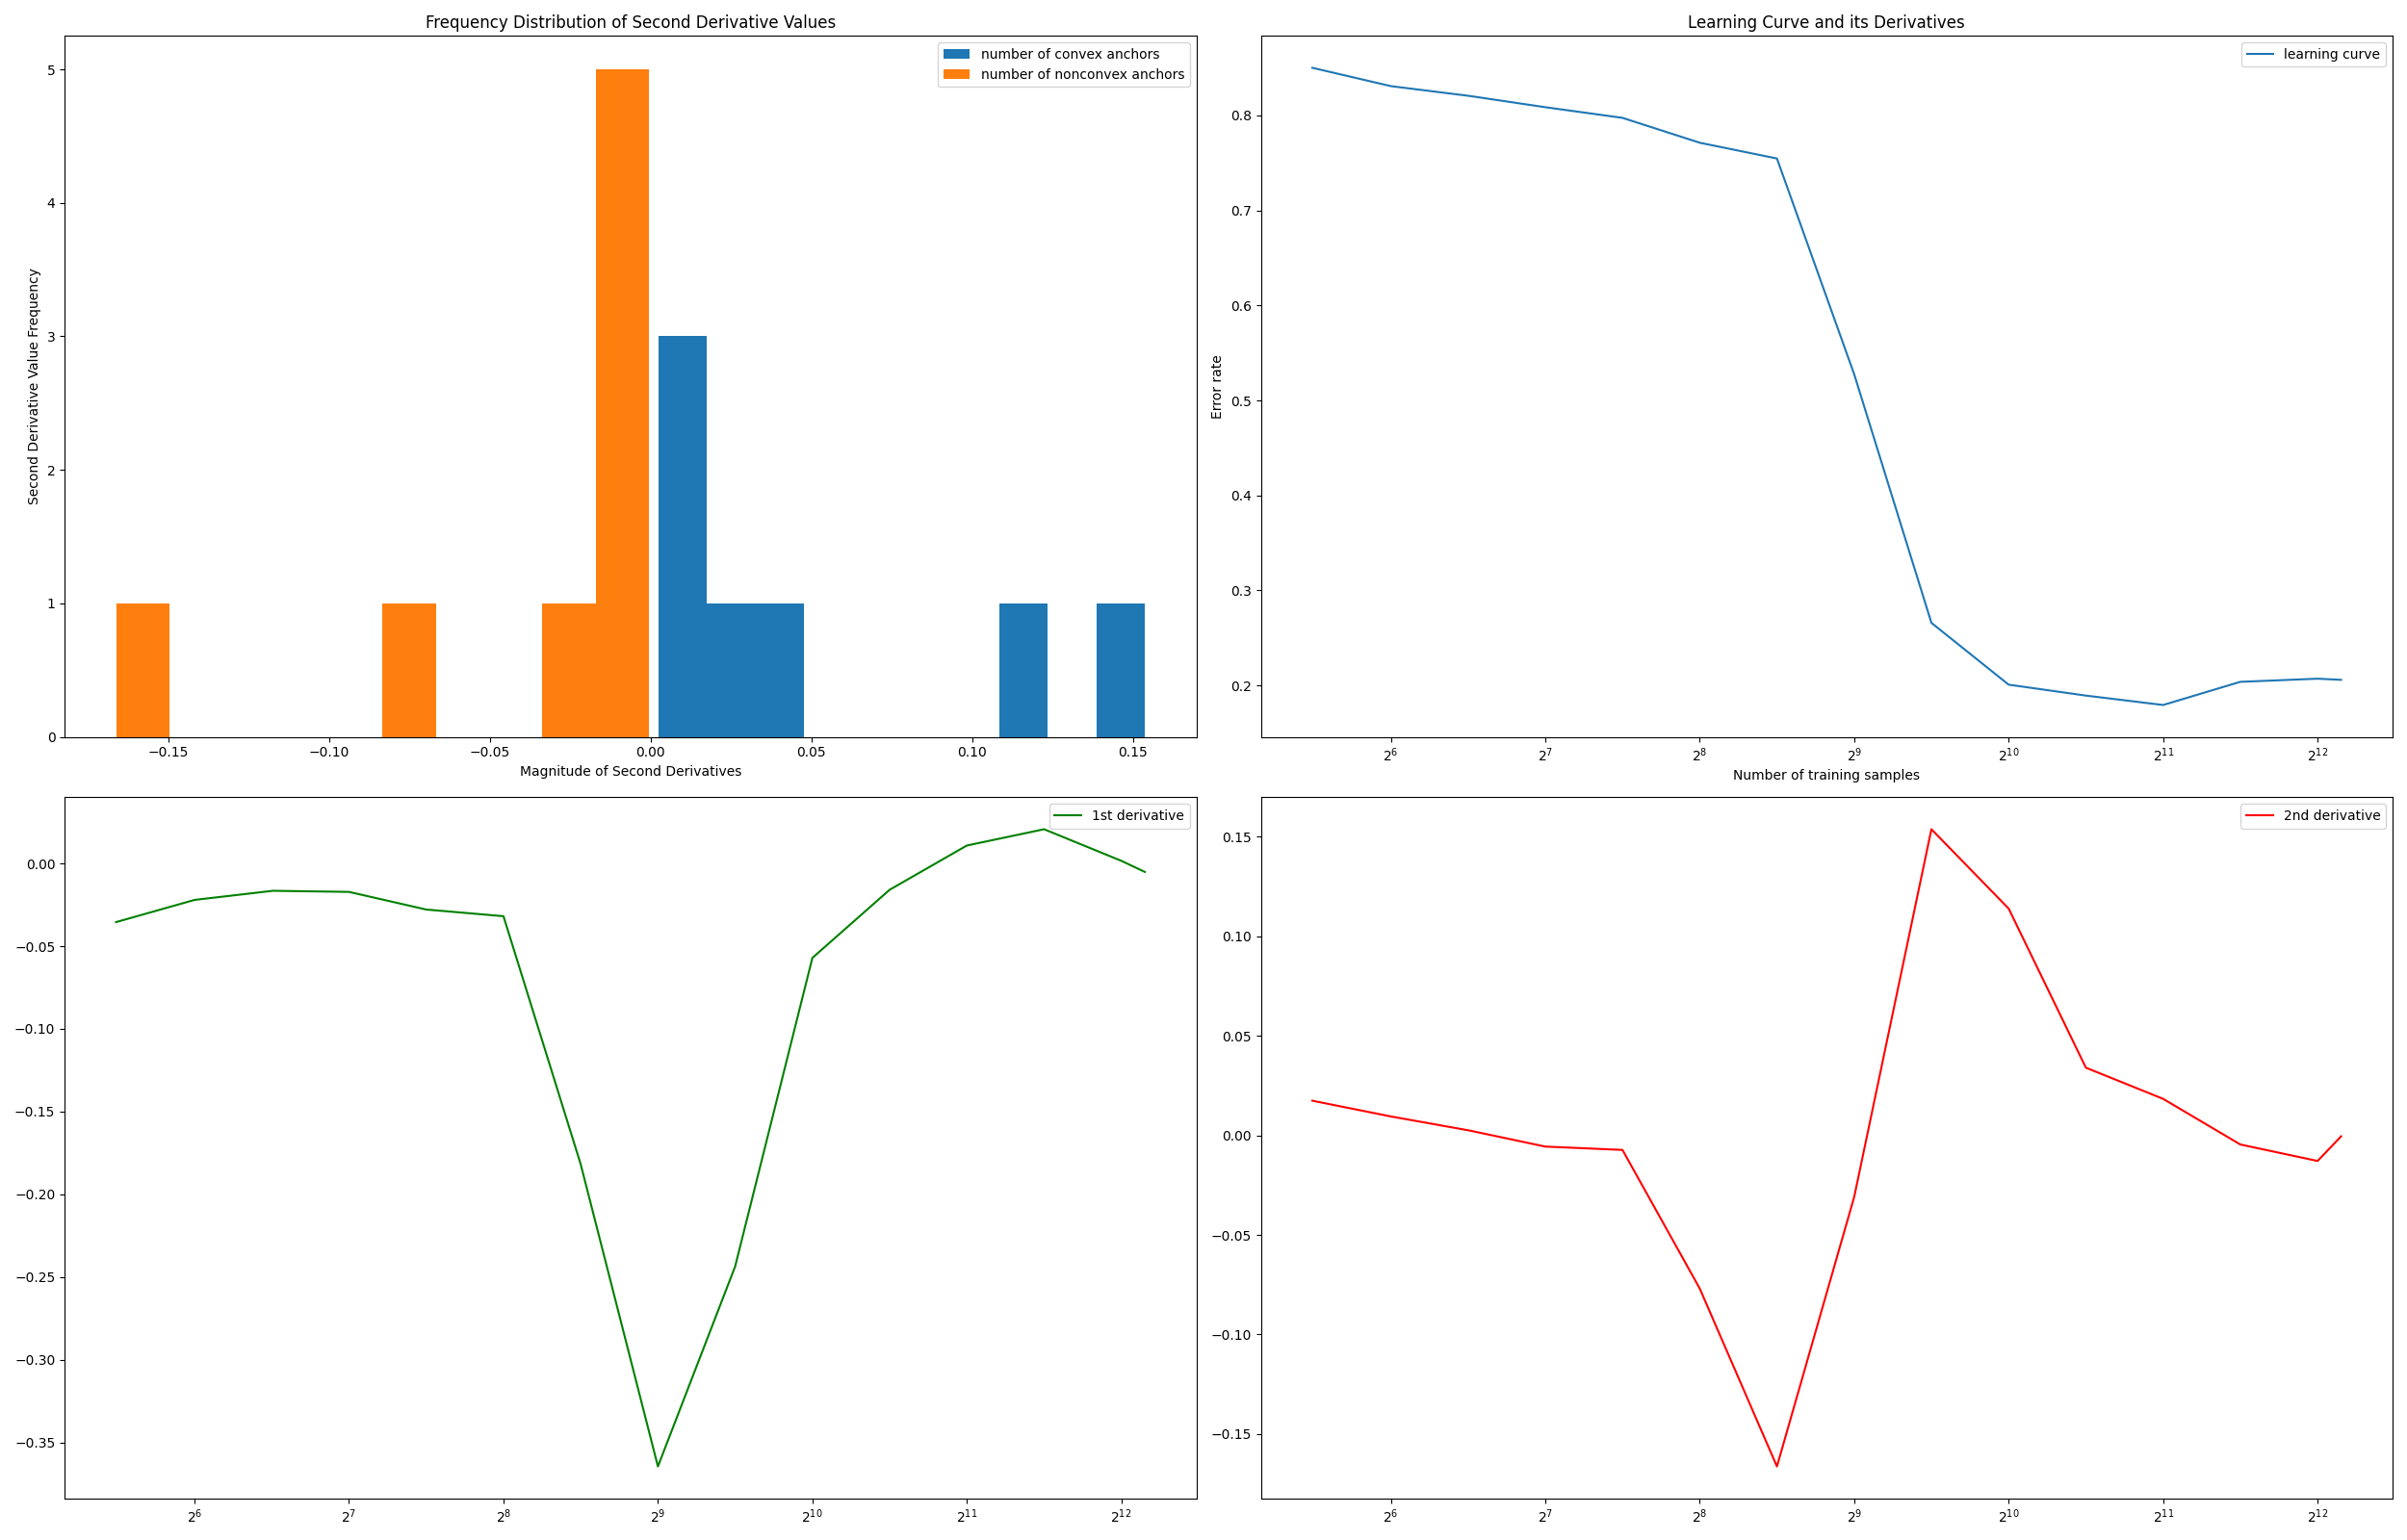 Frequency Distribution of Second Derivative Values
number of convex anchors
number of nonconvex anchors
Second Derivative Value Frequency
5
4
3
2
1
0
−0.15 −0.10 −0.05 0.00 0.05 0.10 0.15
Magnitude of Second Derivatives
Learning Curve and its Derivatives
learning curve
Error rate
0.8
0.7
0.6
0.5
0.4
0.3
0.2
2^6 2^7 2^8 2^9 2^10 2^11 2^12
Number of training samples
1st derivative
0.00
−0.05
−0.10
−0.15
−0.20
−0.25
−0.30
−0.35
2^6 2^7 2^8 2^9 2^10 2^11 2^12
2nd derivative
0.15
0.10
0.05
0.00
−0.05
−0.10
−0.15
2^6 2^7 2^8 2^9 2^10 2^11 2^12